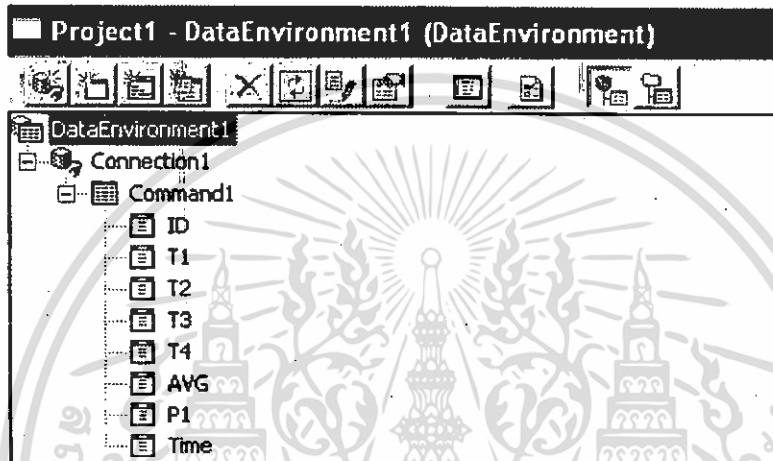 Project1 - DataEnvironment1 (DataEnvironment)
DataEnvironment1
Connection1
Command1
ID
T1
T2
T3
T4
AVG
P1
Time